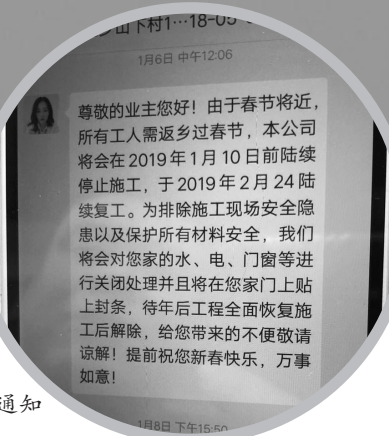 下村1…18-05
1月6日 中午12:06
尊敬的业主您好！由于春节将近，
所有工人需返乡过春节，本公司
将会在2019年1月10日前陆续
停止施工，于2019年2月24陆
续复工。为排除施工现场安全隐
患以及保护所有材料安全，我们
将会对您家的水、电、门窗等进
行关闭处理并且将在您家门上贴
上封条，待年后工程全面恢复施
工后解除，给您带来的不便敬请
谅解！提前祝您新春快乐，万事
如意！
通知
1月8日 下午15:50